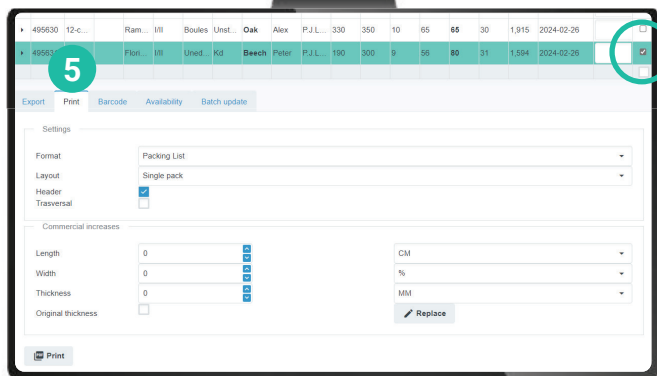 495630 12-c... Ram... I/II Boules Unst... Oak Alex P.J.L... 330 350 10 65 65 30 1,915 2024-02-26
Flori... I/II Uned... Kd Beech Peter P.J.L... 190 300 9 56 80 31 1,594 2024-02-26
5
Export Print Barcode Availability Batch update
Settings
Format Packing List
Layout Single pack
Header
Trasversal
Commercial increases
Length 0 CM
Width 0 %
Thickness 0 MM
Original thickness Replace
Print